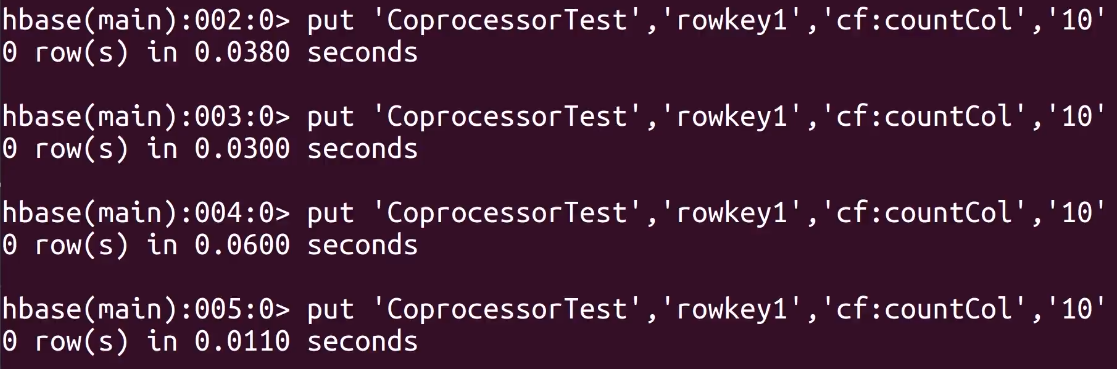 hbase(main):002:0> put 'CoprocessorTest','rowkey1','cf:countCol','10'
0 row(s) in 0.0380 seconds
hbase(main):003:0> put 'CoprocessorTest','rowkey1','cf:countCol','10'
0 row(s) in 0.0300 seconds
hbase(main):004:0> put 'CoprocessorTest','rowkey1','cf:countCol','10'
0 row(s) in 0.0600 seconds
hbase(main):005:0> put 'CoprocessorTest','rowkey1','cf:countCol','10'
0 row(s) in 0.0110 seconds